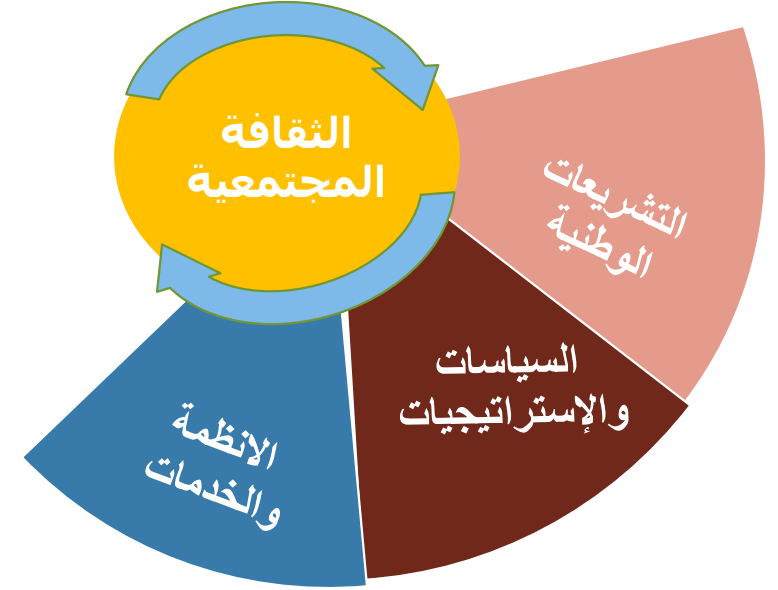 الثقافة
المجتمعية
التشريعات
الوطنية
السياسات
والإستراتيجيات
الانظمة
والخدمات